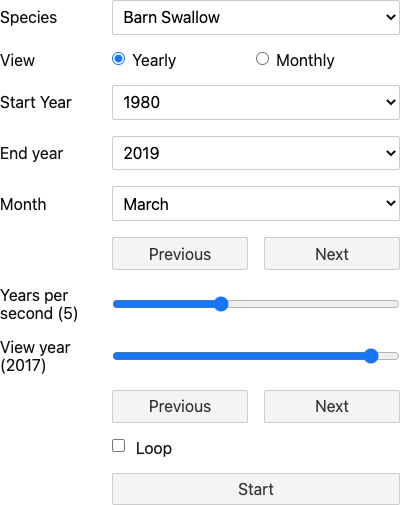 Species Barn Swallow
View Yearly Monthly
Start Year 1980
End year 2019
Month March
Previous Next
Years per
second (5)
View year
(2017)
Previous Next
Loop
Start